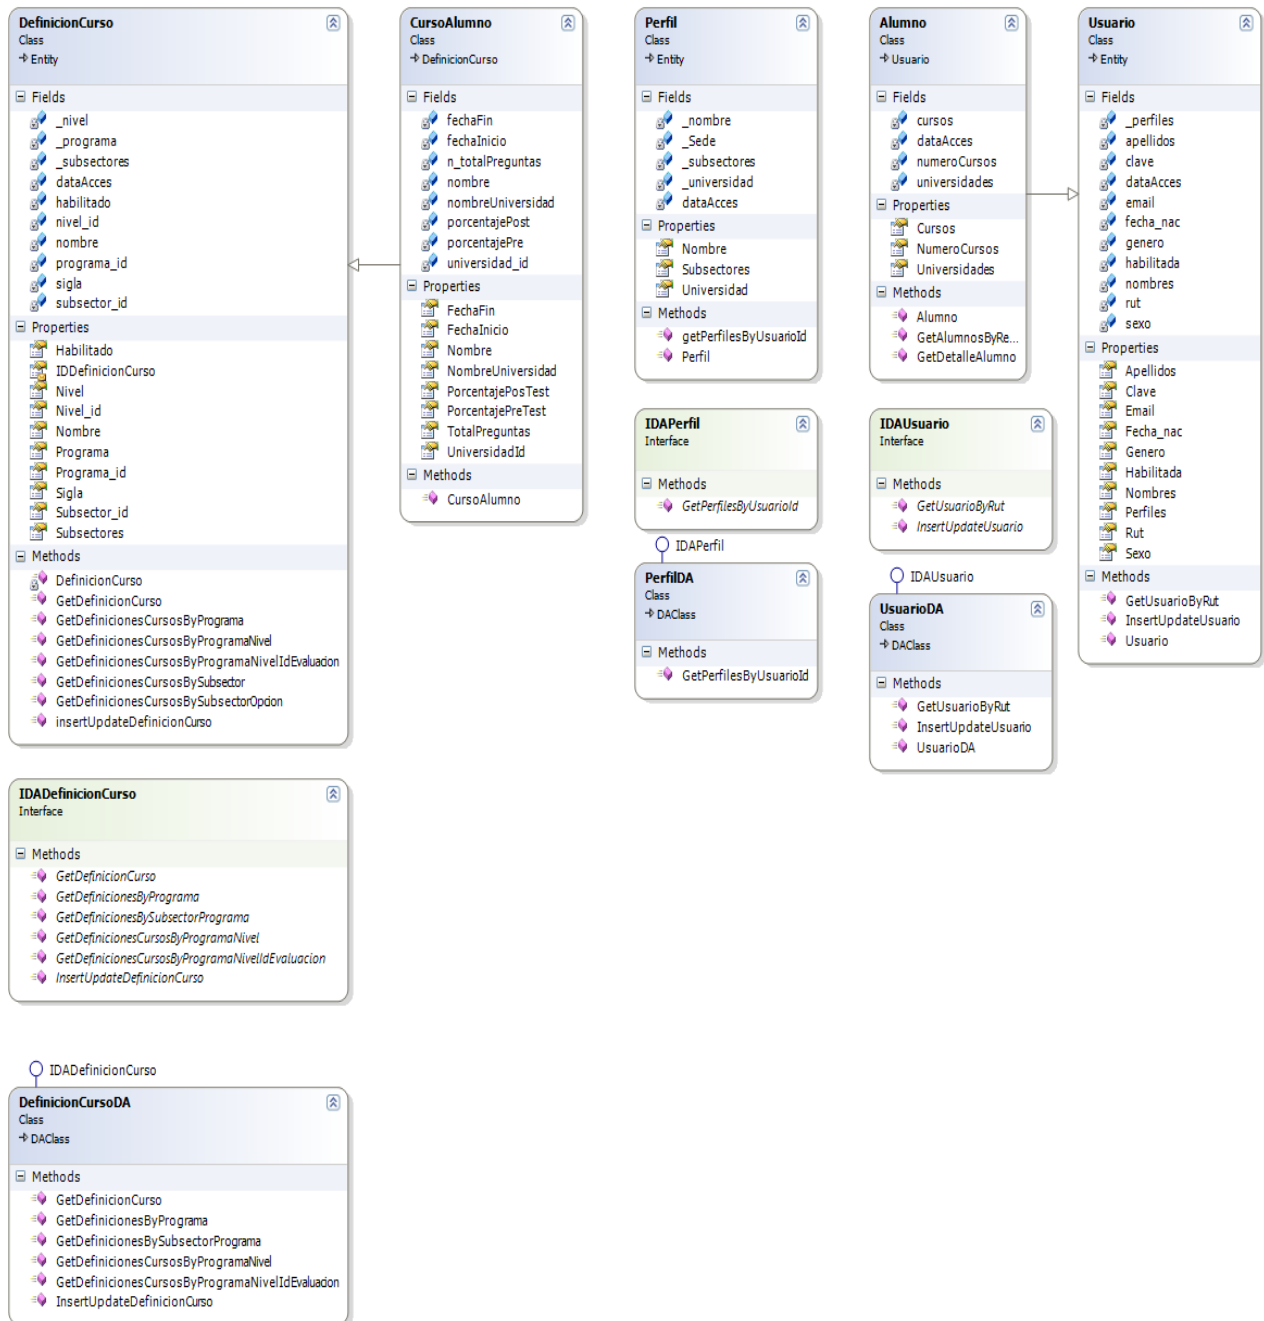 DefinicionCurso
Class
Entity
Fields
_nivel
_programa
_subsectores
dataAcces
habilitado
nivel_id
nombre
programa_id
sigla
subsector_id
Properties
Habilitado
IDDefinicionCurso
Nivel
Nivel_id
Nombre
Programa
Programa_id
Sigla
Subsector_id
Subsectores
Methods
DefinicionCurso
GetDefinicionCurso
GetDefinicionesCursosByPrograma
GetDefinicionesCursosByProgramaNivel
GetDefinicionesCursosByProgramaNivelIdEvaluacion
GetDefinicionesCursosBySubsector
GetDefinicionesCursosBySubsectorOpcion
insertUpdateDefinicionCurso
CursoAlumno
Class
DefinicionCurso
Fields
fechaFin
fechaInicio
n_totalPreguntas
nombre
nombreUniversidad
porcentajePost
porcentajePre
universidad_id
Properties
FechaFin
FechaInicio
Nombre
NombreUniversidad
PorcentajePosTest
PorcentajePreTest
TotalPreguntas
UniversidadId
Methods
CursoAlumno
Perfil
Class
Entity
Fields
_nombre
_Sede
_subsectores
_universidad
dataAcces
Properties
Nombre
Subsectores
Universidad
Methods
getPerfilesByUsuarioId
Perfil
Alumno
Class
Usuario
Fields
cursos
dataAcces
numeroCursos
universidades
Properties
Cursos
NumeroCursos
Universidades
Methods
Alumno
GetAlumnosByRe...
GetDetalleAlumno
Usuario
Class
Entity
Fields
_perfiles
apellidos
clave
dataAcces
email
fecha_nac
genero
habilitada
nombres
rut
sexo
Properties
Apellidos
Clave
Email
Fecha_nac
Genero
Habilitada
Nombres
Perfiles
Rut
Sexo
Methods
GetUsuarioByRut
InsertUpdateUsuario
Usuario
IDAPerfil
Interface
Methods
GetPerfilesByUsuarioId
IDAPerfil
PerfilDA
Class
DAClass
Methods
GetPerfilesByUsuarioId
IDAUsuario
Interface
Methods
GetUsuarioByRut
InsertUpdateUsuario
IDAUsuario
UsuarioDA
Class
DAClass
Methods
GetUsuarioByRut
InsertUpdateUsuario
UsuarioDA
IDADefinicionCurso
Interface
Methods
GetDefinicionCurso
GetDefinicionesByPrograma
GetDefinicionesBySubsectorPrograma
GetDefinicionesCursosByProgramaNivel
GetDefinicionesCursosByProgramaNivelIdEvaluacion
InsertUpdateDefinicionCurso
IDADefinicionCurso
DefinicionCursoDA
Class
DAClass
Methods
GetDefinicionCurso
GetDefinicionesByPrograma
GetDefinicionesBySubsectorPrograma
GetDefinicionesCursosByProgramaNivel
GetDefinicionesCursosByProgramaNivelIdEvaluacion
InsertUpdateDefinicionCurso